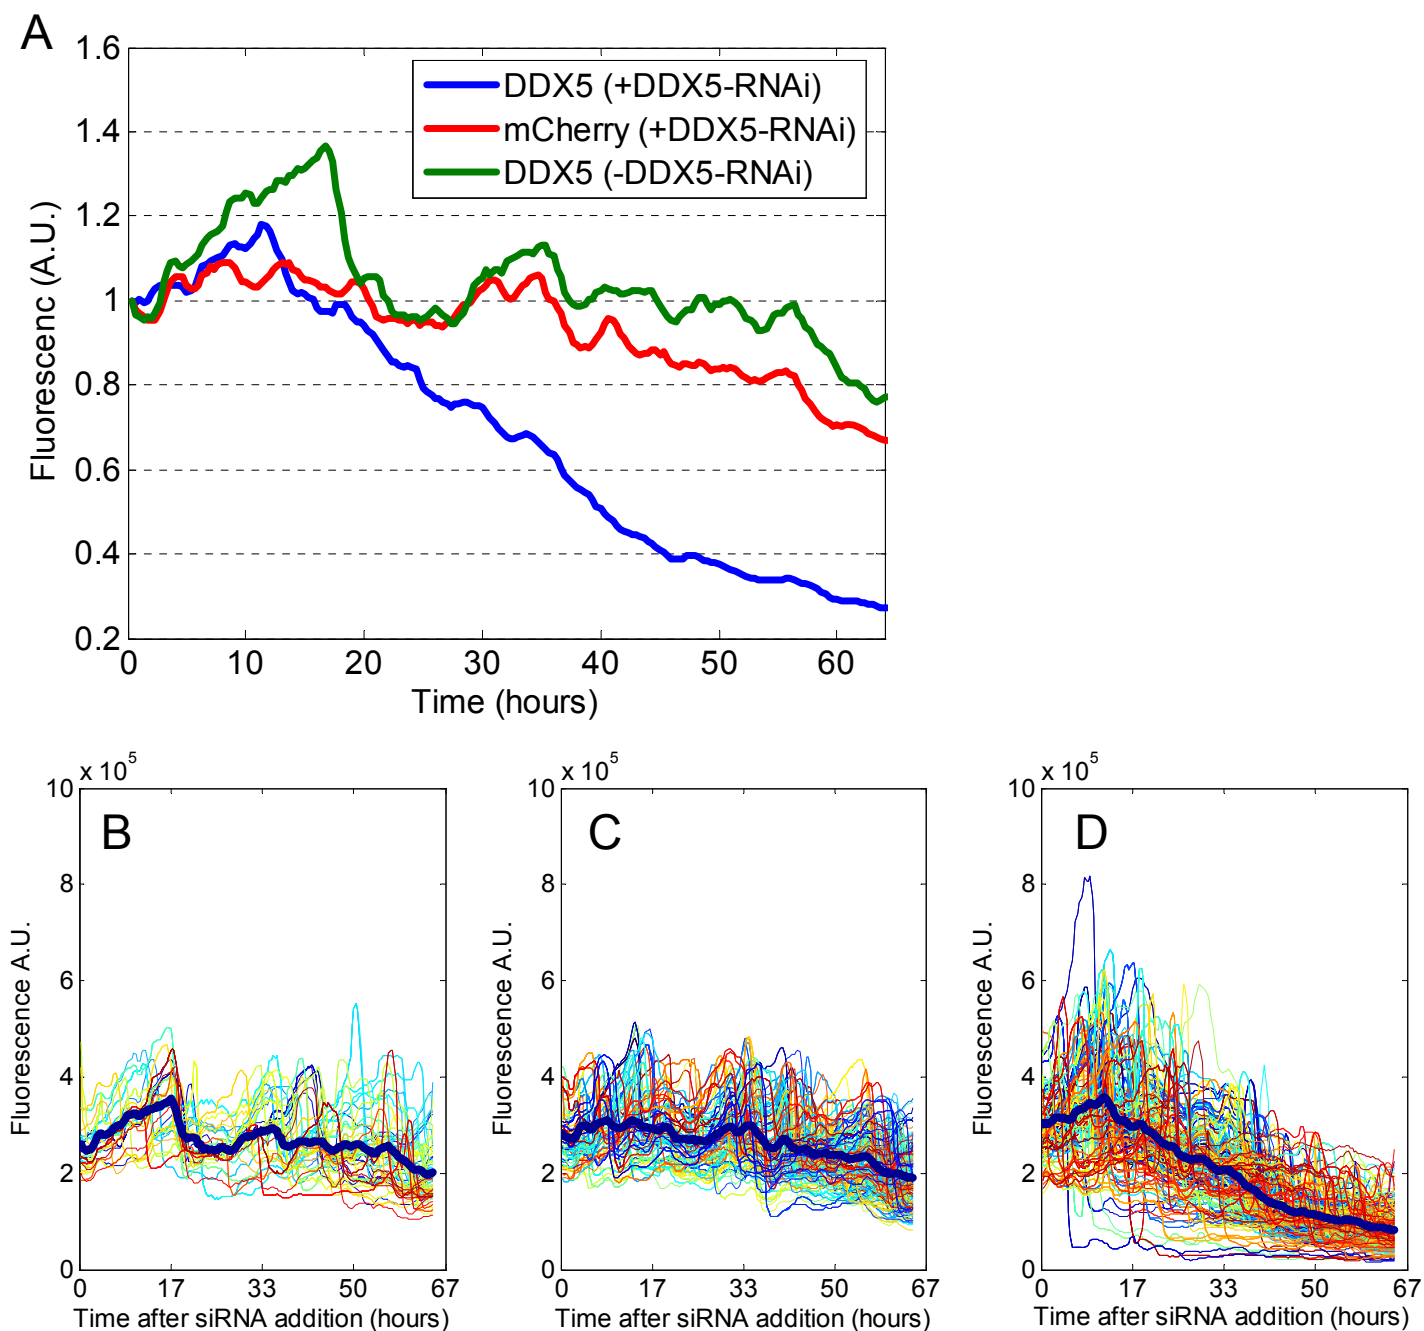 A
1.6
1.4
1.2
1
0.8
0.6
0.4
0.2
Fluorescenc (A.U.)
DDX5 (+DDX5-RNAi)
mCherry (+DDX5-RNAi)
DDX5 (-DDX5-RNAi)
0 10 20 30 40 50 60
Time (hours)
10 x 10^5
B
8
6
4
2
0
Fluorescence A.U.
0 17 33 50 67
Time after siRNA addition (hours)
10 x 10^5
C
8
6
4
2
0
Fluorescence A.U.
0 17 33 50 67
Time after siRNA addition (hours)
10 x 10^5
D
8
6
4
2
0
Fluorescence A.U.
0 17 33 50 67
Time after siRNA addition (hours)